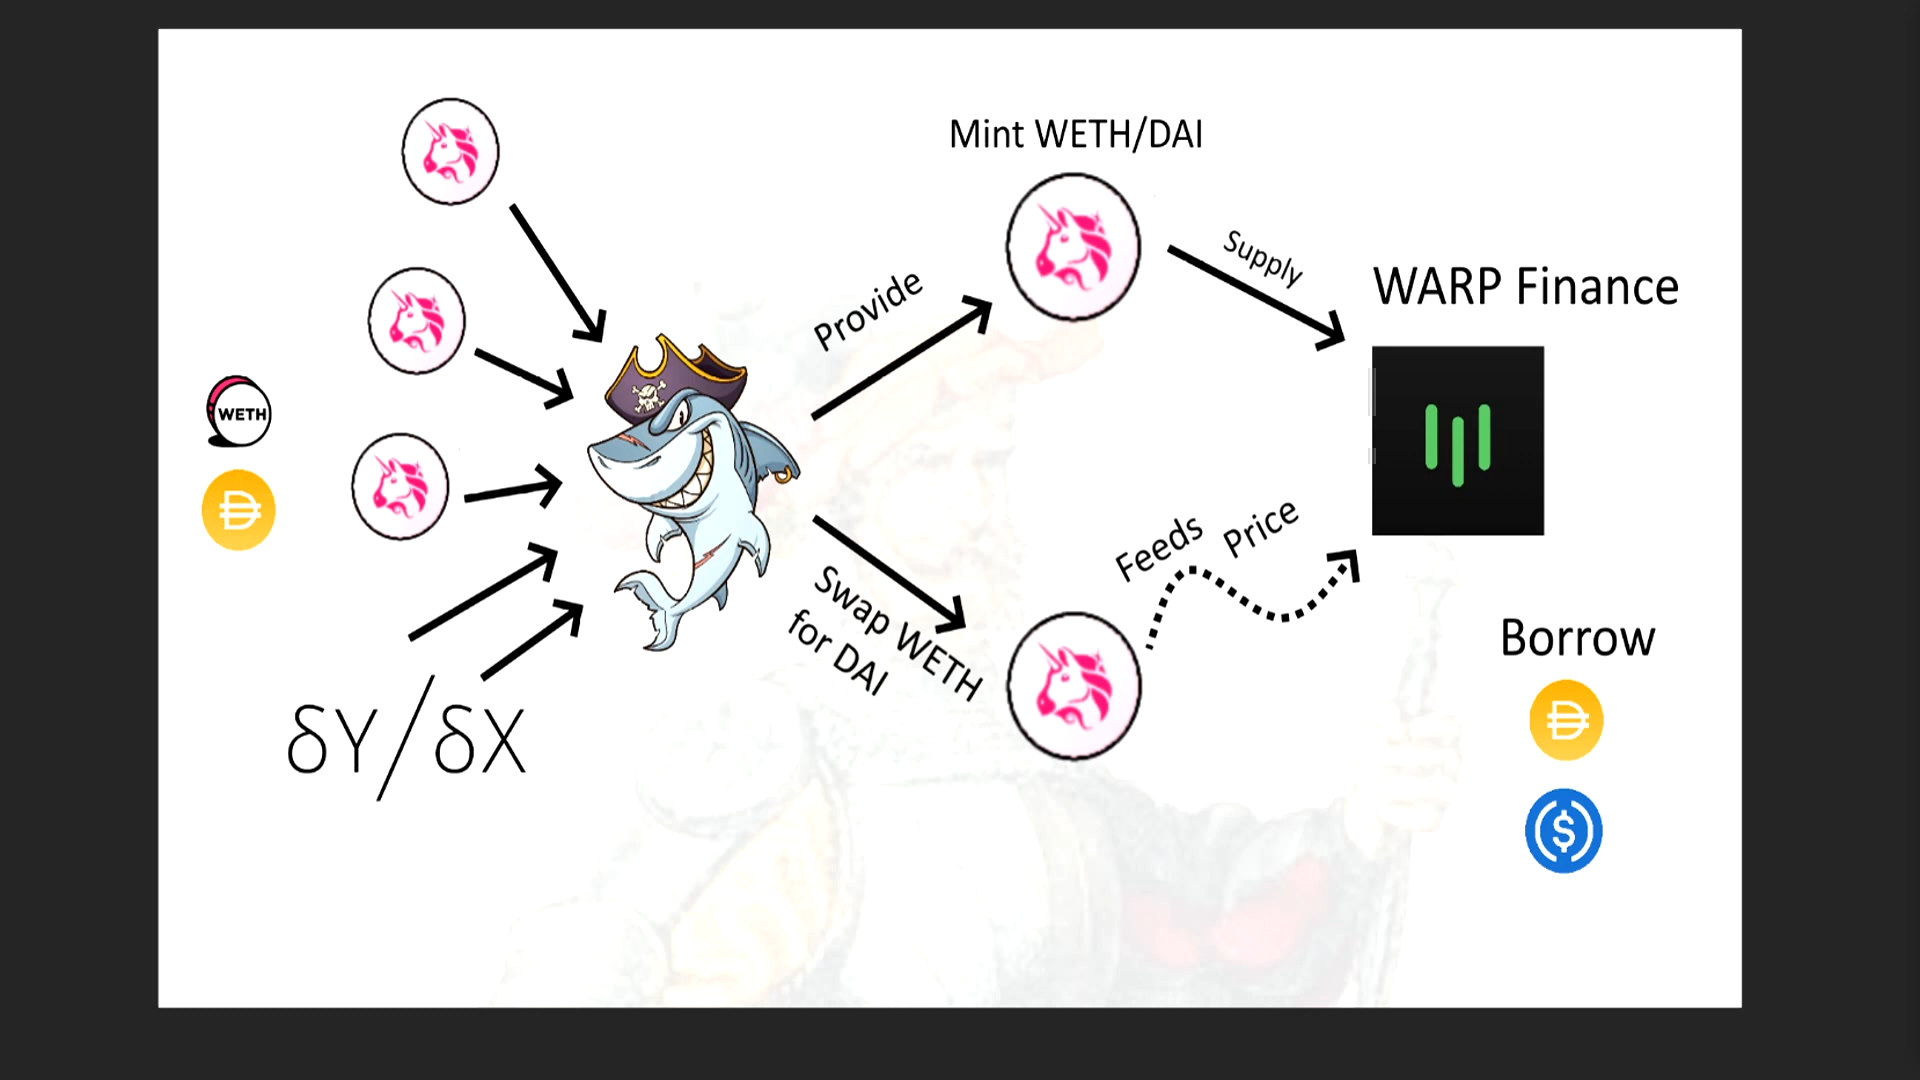 Mint WETH/DAI
Provide
Supply
WARP Finance
WETH
Swap WETH
for DAI
Feeds Price
Borrow
δY/δX